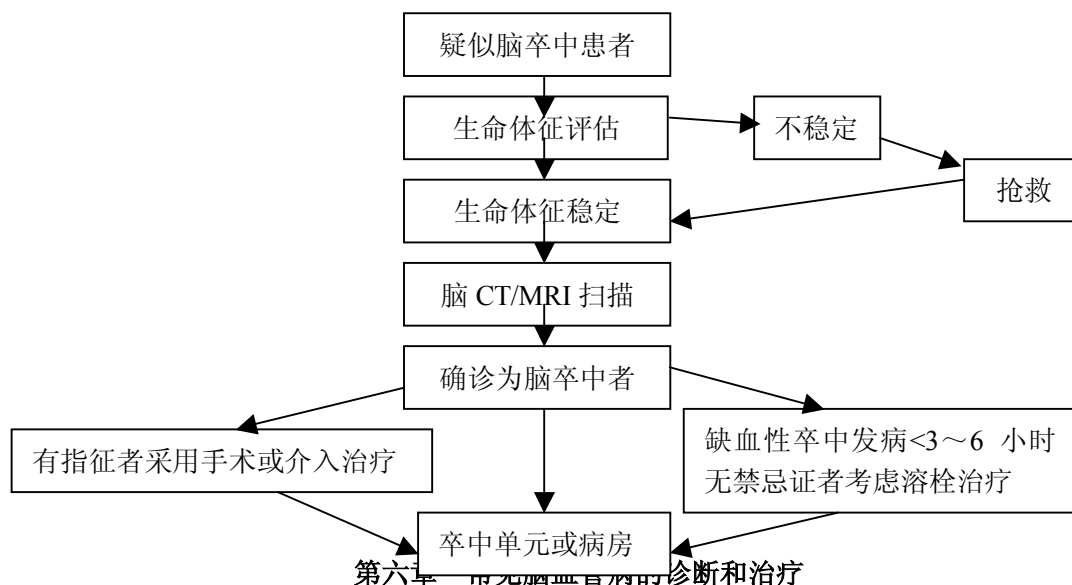 疑似脑卒中患者
生命体征评估
不稳定
抢救
生命体征稳定
脑 CT/MRI 扫描
确诊为脑卒中者
有指征者采用手术或介入治疗
缺血性卒中发病<3～6 小时
无禁忌证者考虑溶栓治疗
卒中单元或病房
第六章 常见脑血管病的诊断和治疗